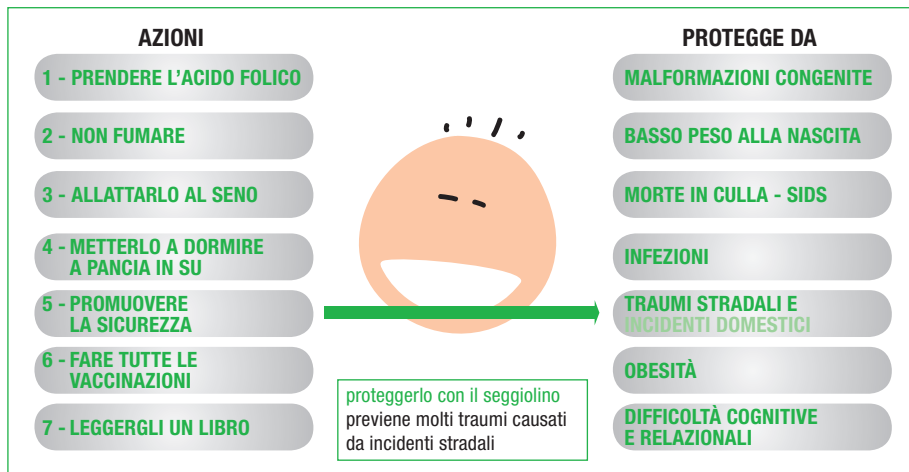 AZIONI
1 - PRENDERE L'ACIDO FOLICO
2 - NON FUMARE
3 - ALLATTARLO AL SENO
4 - METTERLO A DORMIRE
A PANCIA IN SU
5 - PROMUOVERE
LA SICUREZZA
6 - FARE TUTTE LE
VACCINAZIONI
7 - LEGGERGLI UN LIBRO
proteggerlo con il seggiolino
previene molti traumi causati
da incidenti stradali
PROTEGGE DA
MALFORMAZIONI CONGENITE
BASSO PESO ALLA NASCITA
MORTE IN CULLA - SIDS
INFEZIONI
TRAUMI STRADALI E
INCIDENTI DOMESTICI
OBESITÀ
DIFFICOLTÀ COGNITIVE
E RELAZIONALI